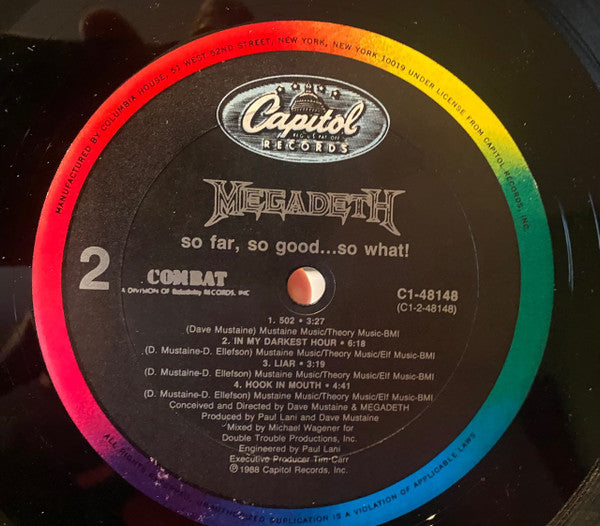 MANUFACTURED BY COLUMBIA HOUSE, 51 WEST 52ND STREET, NEW YORK, NEW YORK 10019 UNDER LICENSE FROM CAPITOL RECORDS, INC.
Capitol
RECORDS
MEGADETH
so far, so good...so what!
2
COMBAT
A DIVISION OF Relativity RECORDS, INC
C1-48148
(C1-2-48148)
1. 502 • 3:27
(Dave Mustaine) Mustaine Music/Theory Music-BMI
2. IN MY DARKEST HOUR • 6:18
(D. Mustaine-D. Ellefson) Mustaine Music/Theory Music/Elf Music-BMI
3. LIAR • 3:19
(D. Mustaine-D. Ellefson) Mustaine Music/Theory Music/Elf Music-BMI
4. HOOK IN MOUTH • 4:41
(D. Mustaine-D. Ellefson) Mustaine Music/Theory Music/Elf Music-BMI
Conceived and Directed by Dave Mustaine & MEGADETH
Produced by Paul Lani and Dave Mustaine
Mixed by Michael Wagener for
Double Trouble Productions, Inc.
Engineered by Paul Lani
Executive Producer Tim Carr
℗1988 Capitol Records, Inc.
ALL RIGHTS UNAUTHORIZED DUPLICATION IS A VIOLATION OF APPLICABLE LAWS